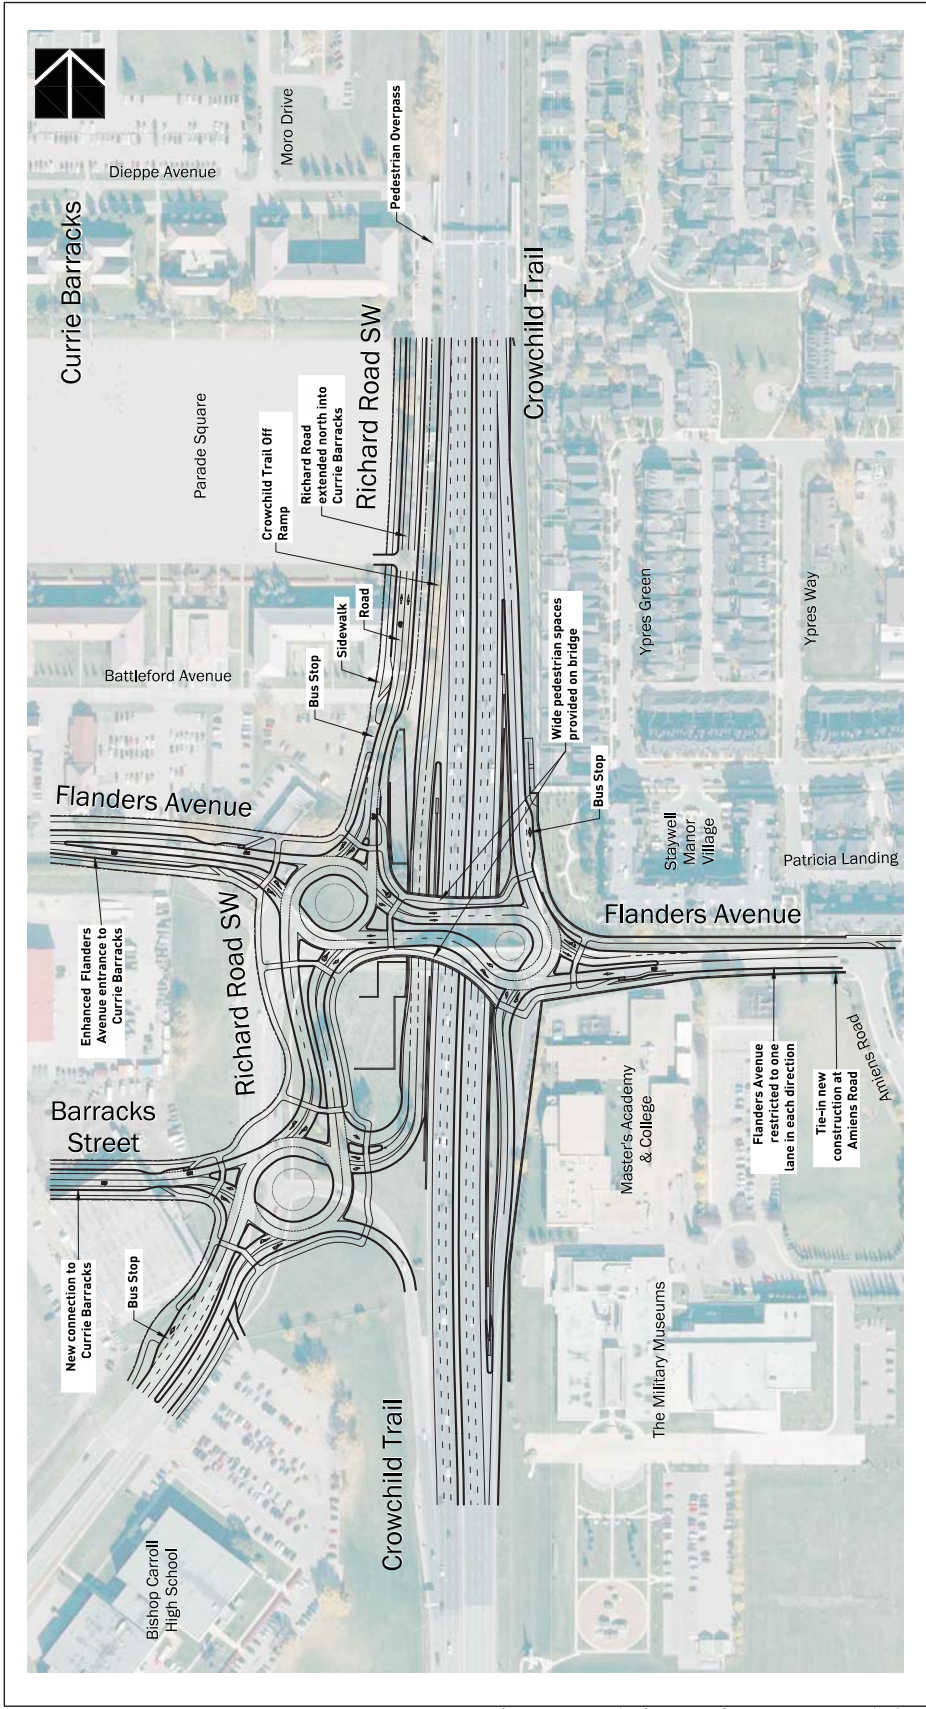 Currie Barracks
Dieppe Avenue
Moro Drive
Pedestrian Overpass
Crowchild Trail
Richard Road SW
Parade Square
Crowchild Trail Off
Ramp
Richard Road
extended north into
Currie Barracks
Battleford Avenue
Bus Stop
Sidewalk
Road
Wide pedestrian spaces
provided on bridge
Ypres Green
Ypres Way
Flanders Avenue
Bus Stop
Staywell
Manor
Village
Patricia Landing
Flanders Avenue
Enhanced Flanders
Avenue entrance to
Currie Barracks
Richard Road SW
Barracks
Street
Master's Academy
& College
Flanders Avenue
restricted to one
lane in each direction
Tie-in new
construction at
Amiens Road
Amiens Road
New connection to
Currie Barracks
Bus Stop
Crowchild Trail
The Military Museums
Bishop Carroll
High School